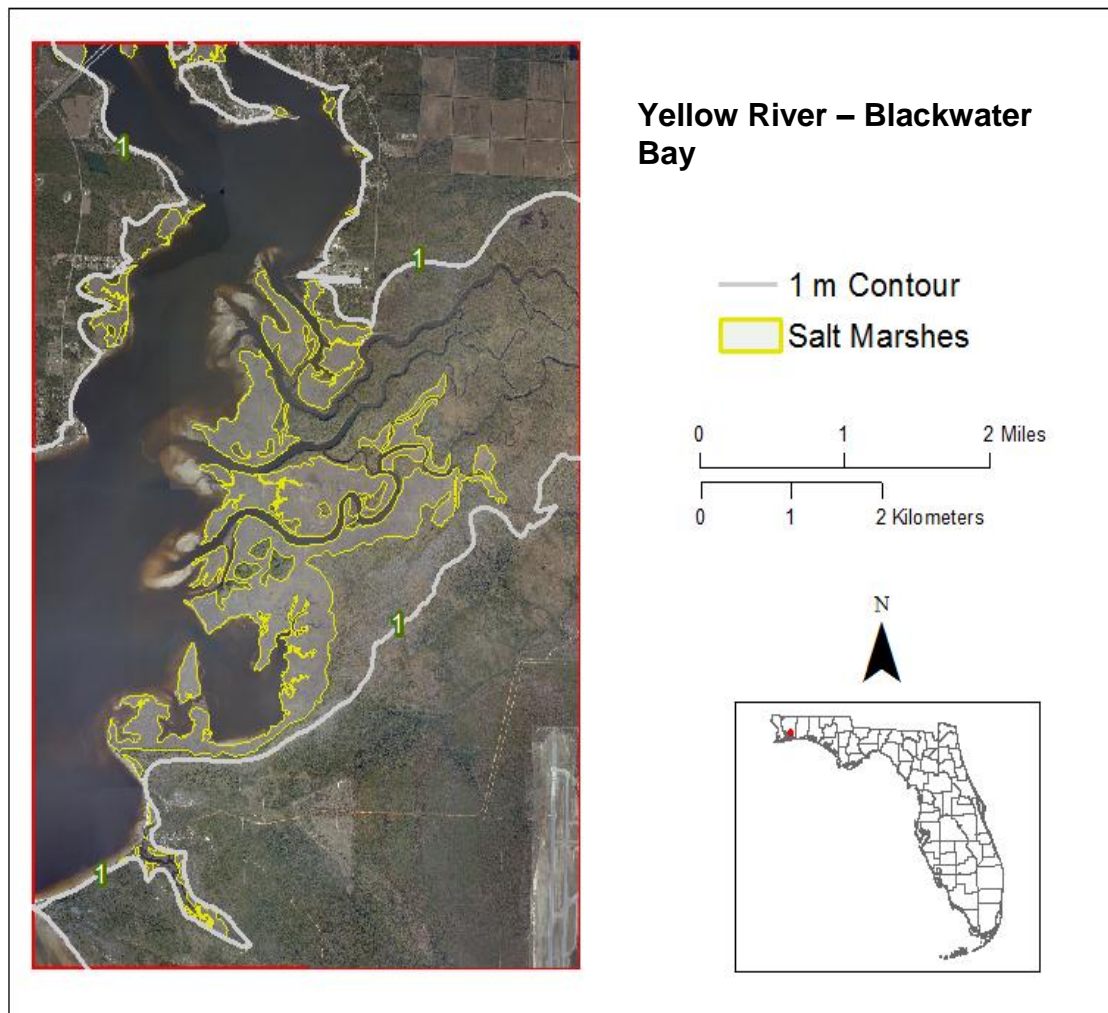 Yellow River – Blackwater
Bay
1
1
1
1
1 m Contour
Salt Marshes
0 1 2 Miles
0 1 2 Kilometers
N